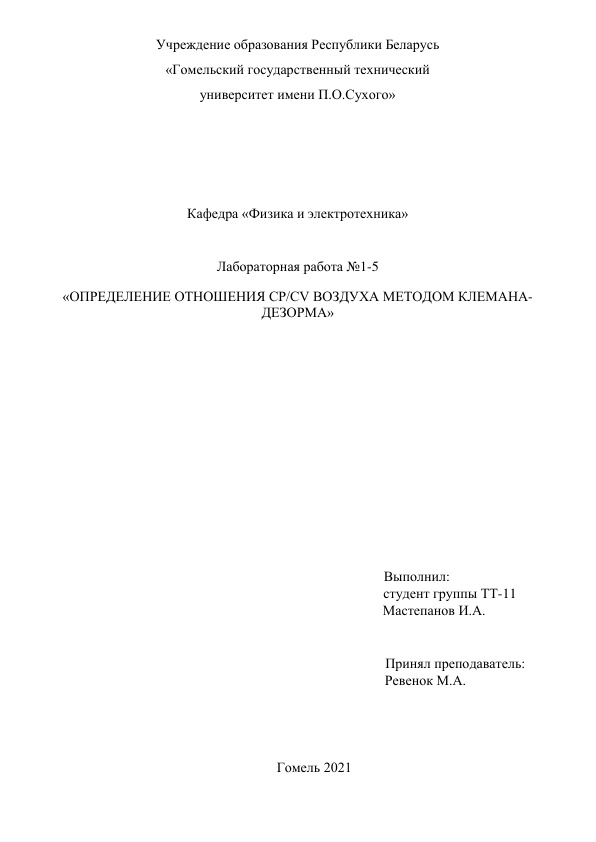 Учреждение образования Республики Беларусь
«Гомельский государственный технический
университет имени П.О.Сухого»
Кафедра «Физика и электротехника»
Лабораторная работа №1-5
«ОПРЕДЕЛЕНИЕ ОТНОШЕНИЯ CP/CV ВОЗДУХА МЕТОДОМ КЛЕМАНА-
ДЕЗОРМА»
Выполнил:
студент группы ТТ-11
Мастепанов И.А.
Принял преподаватель:
Ревенок М.А.
Гомель 2021